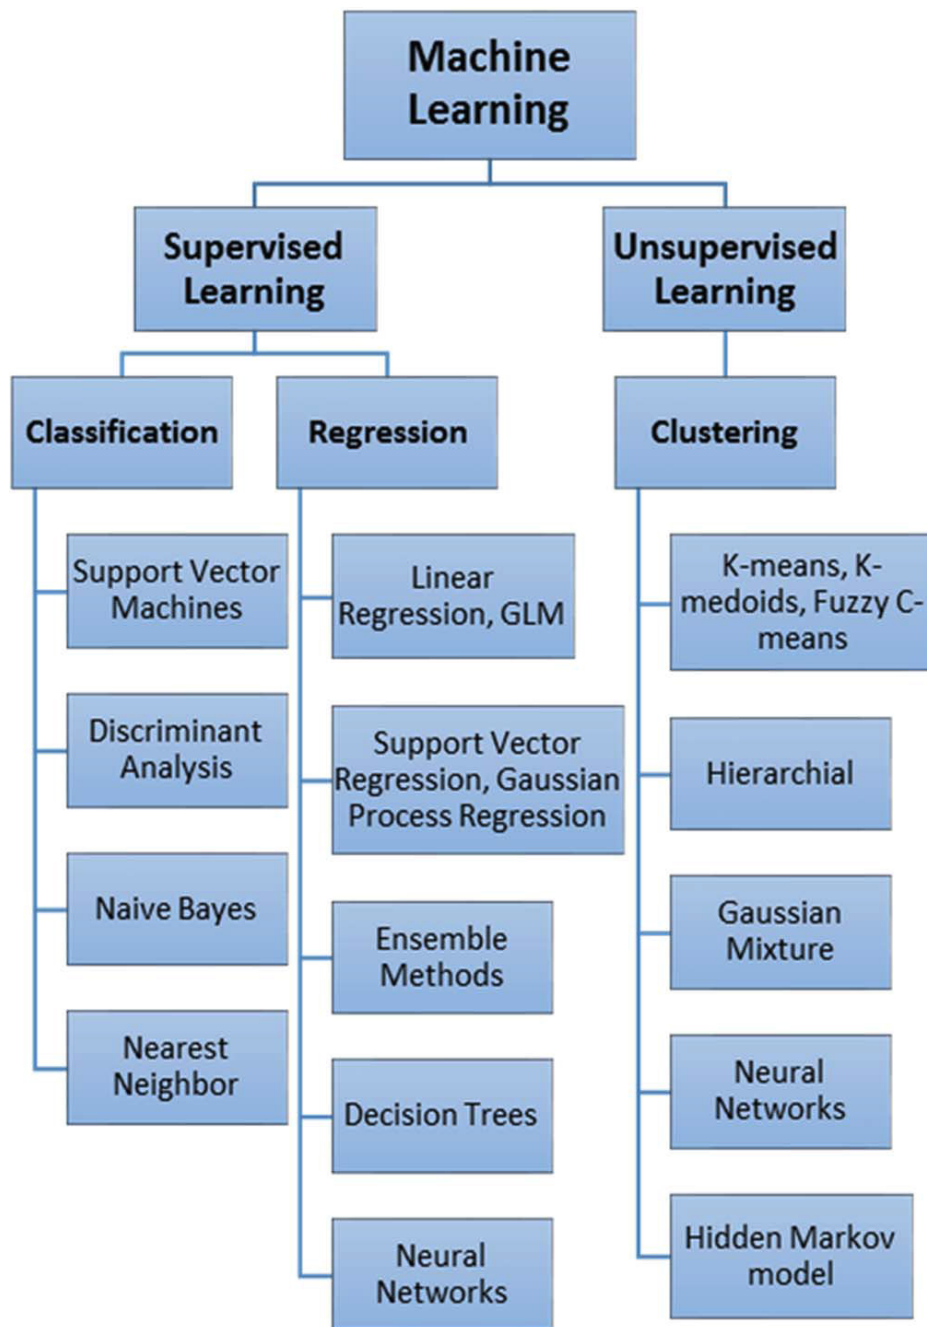 Machine
Learning
Supervised
Learning
Unsupervised
Learning
Classification
Regression
Clustering
Support Vector
Machines
Discriminant
Analysis
Naive Bayes
Nearest
Neighbor
Linear
Regression, GLM
Support Vector
Regression, Gaussian
Process Regression
Ensemble
Methods
Decision Trees
Neural
Networks
K-means, K-
medoids, Fuzzy C-
means
Hierarchial
Gaussian
Mixture
Neural
Networks
Hidden Markov
model